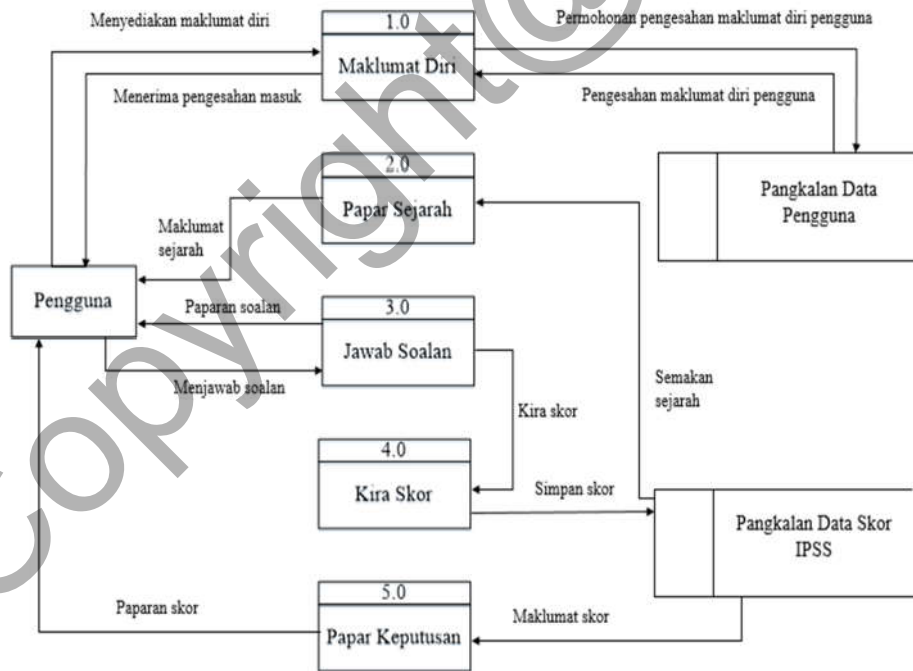 Menyediakan maklumat diri
1.0
Maklumat Diri
Permohonan pengesahan maklumat diri pengguna
Menerima pengesahan masuk
Pengesahan maklumat diri pengguna
2.0
Papar Sejarah
Pangkalan Data
Pengguna
Maklumat
sejarah
Pengguna
Paparan soalan
3.0
Jawab Soalan
Menjawab soalan
Semakan
sejarah
Kira skor
4.0
Kira Skor
Simpan skor
Pangkalan Data Skor
IPSS
5.0
Papar Keputusan
Paparan skor
Maklumat skor
Copyright@